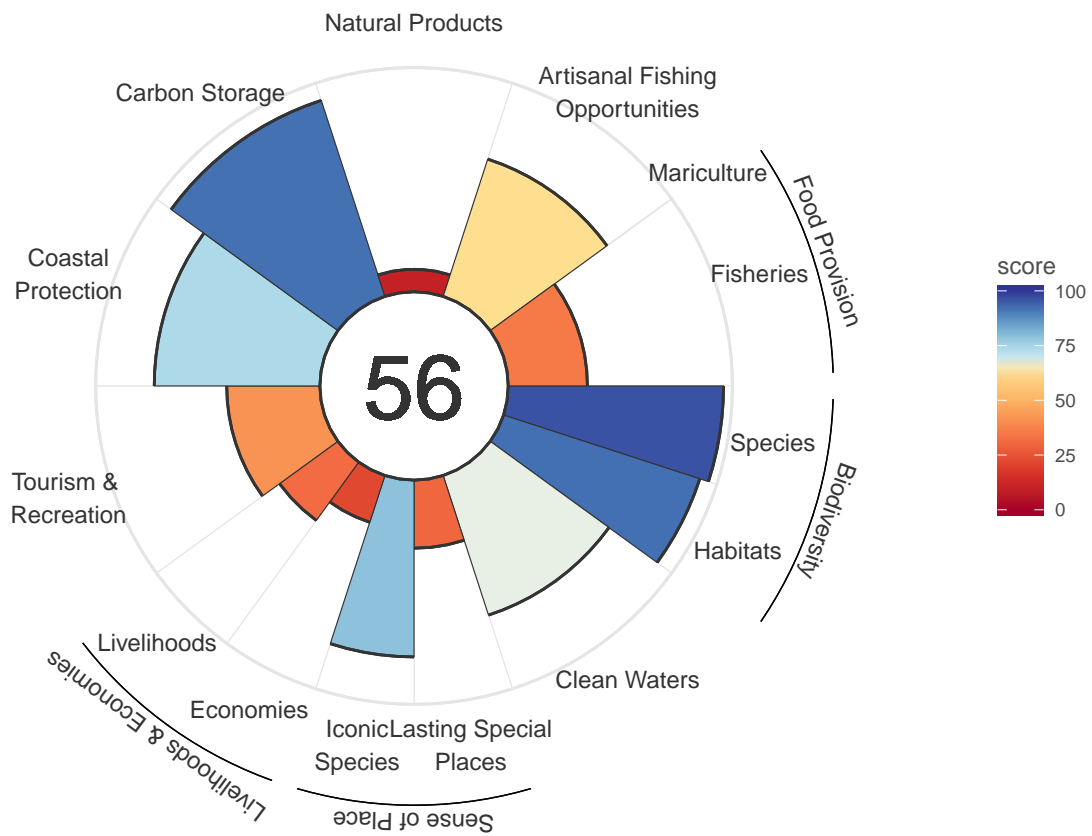 Natural Products
Carbon Storage
Artisanal Fishing
Opportunities
Mariculture
Food Provision
Fisheries
Coastal
Protection
56
score
100
75
50
25
0
Species
Biodiversity
Habitats
Tourism &
Recreation
Clean Waters
Livelihoods
Livelihoods & Economies
Economies
Iconic
Species
Lasting Special
Places
Sense of Place